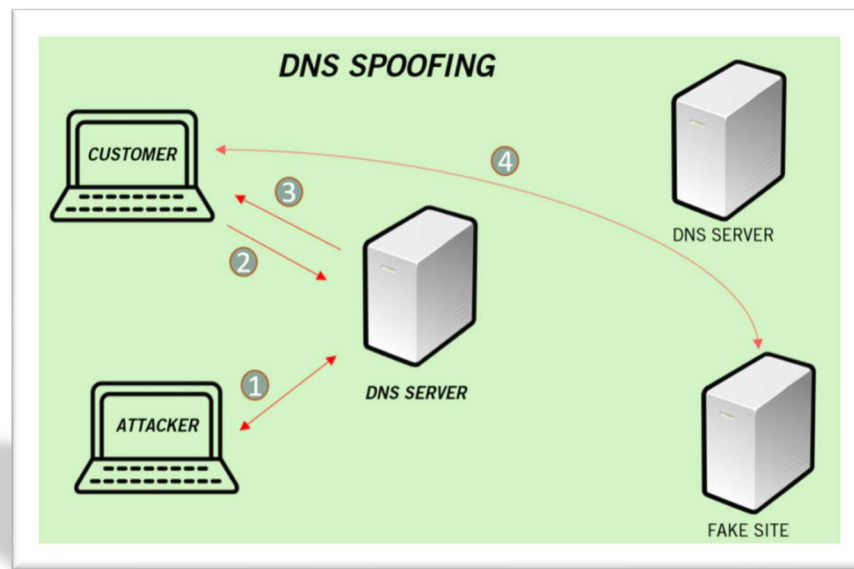 DNS SPOOFING
CUSTOMER
4
3
DNS SERVER
2
1
DNS SERVER
ATTACKER
FAKE SITE